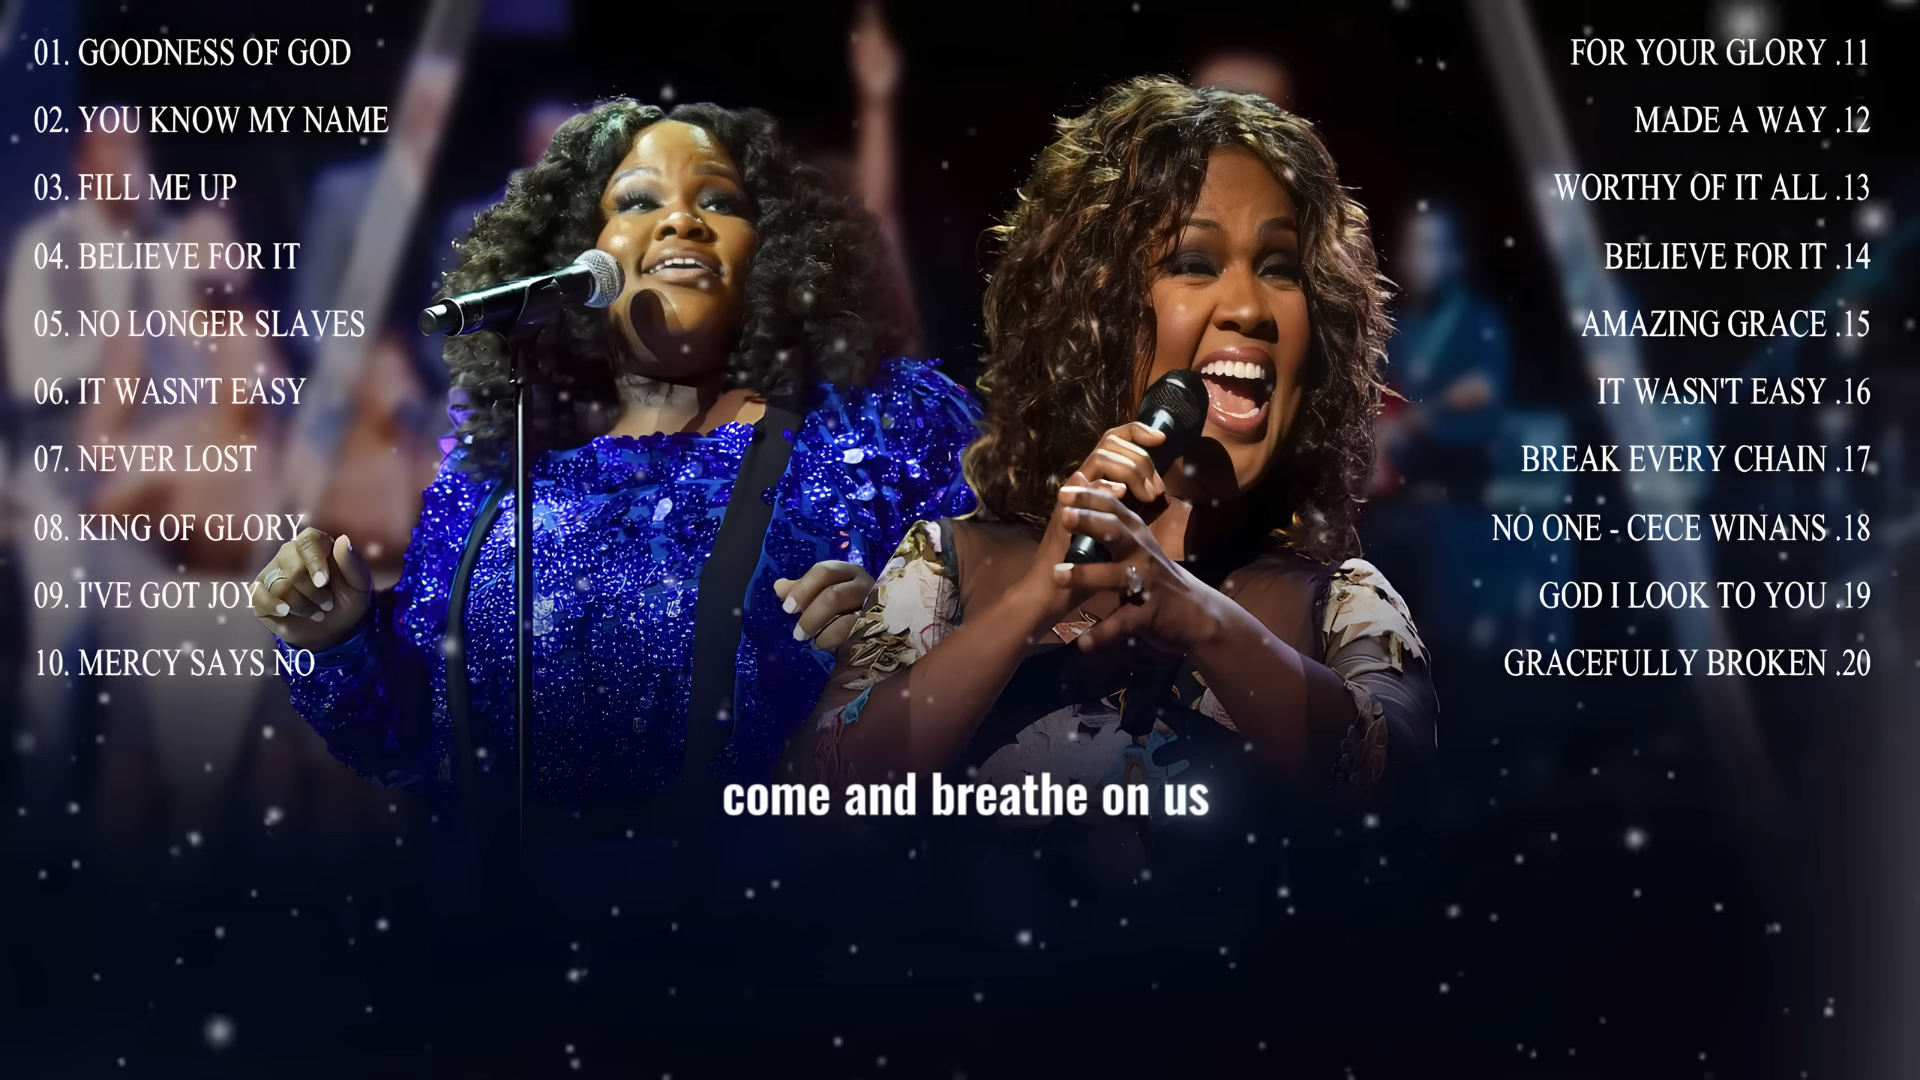 01. GOODNESS OF GOD
02. YOU KNOW MY NAME
03. FILL ME UP
04. BELIEVE FOR IT
05. NO LONGER SLAVES
06. IT WASN'T EASY
07. NEVER LOST
08. KING OF GLORY
09. I'VE GOT JOY
10. MERCY SAYS NO
FOR YOUR GLORY .11
MADE A WAY .12
WORTHY OF IT ALL .13
BELIEVE FOR IT .14
AMAZING GRACE .15
IT WASN'T EASY .16
BREAK EVERY CHAIN .17
NO ONE - CECE WINANS .18
GOD I LOOK TO YOU .19
GRACEFULLY BROKEN .20
come and breathe on us